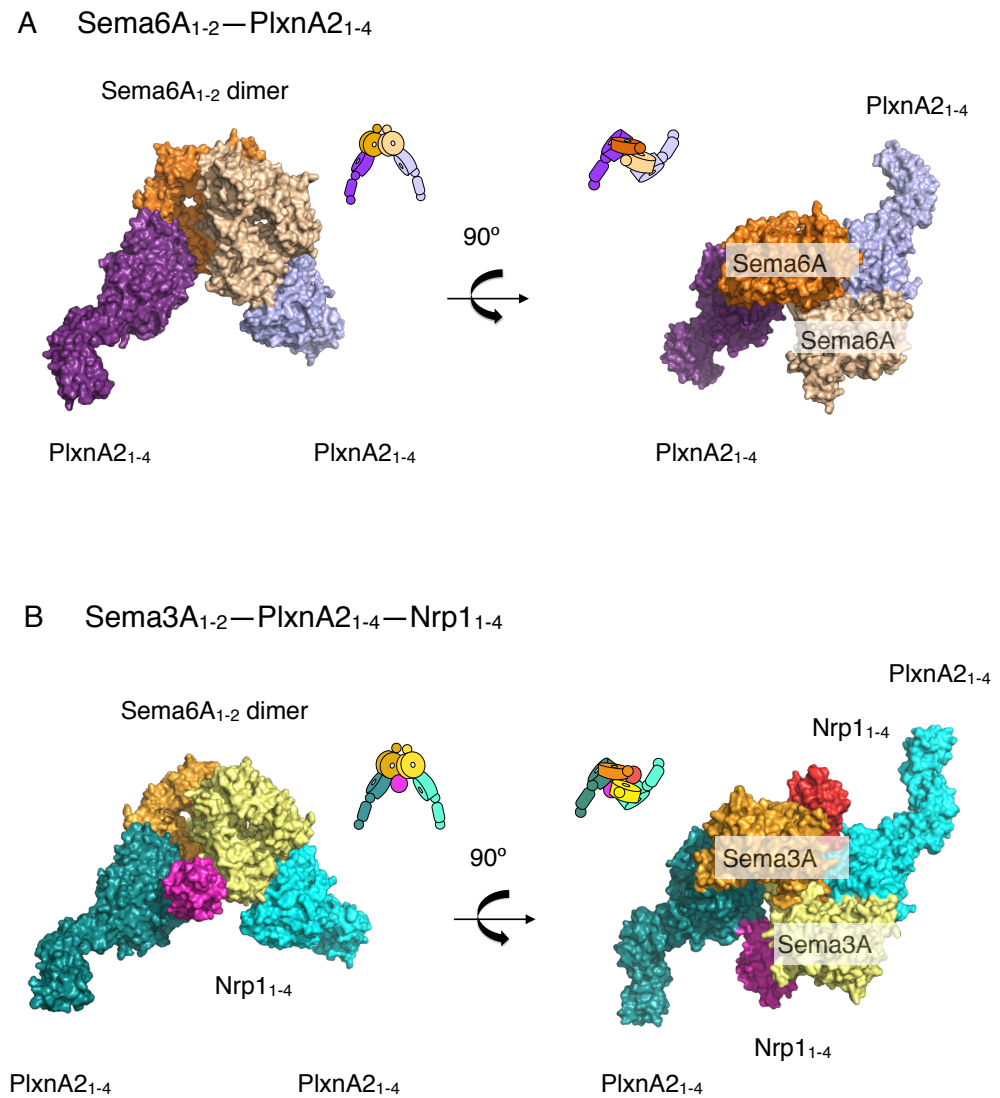 A Sema6A₁₋₂—PlxnA2₁₋₄
Sema6A₁₋₂ dimer
PlxnA2₁₋₄
90º
Sema6A
Sema6A
PlxnA2₁₋₄
PlxnA2₁₋₄
PlxnA2₁₋₄
B Sema3A₁₋₂—PlxnA2₁₋₄—Nrp1₁₋₄
PlxnA2₁₋₄
Sema6A₁₋₂ dimer
Nrp1₁₋₄
90º
Sema3A
Sema3A
Nrp1₁₋₄
Nrp1₁₋₄
PlxnA2₁₋₄
PlxnA2₁₋₄
PlxnA2₁₋₄